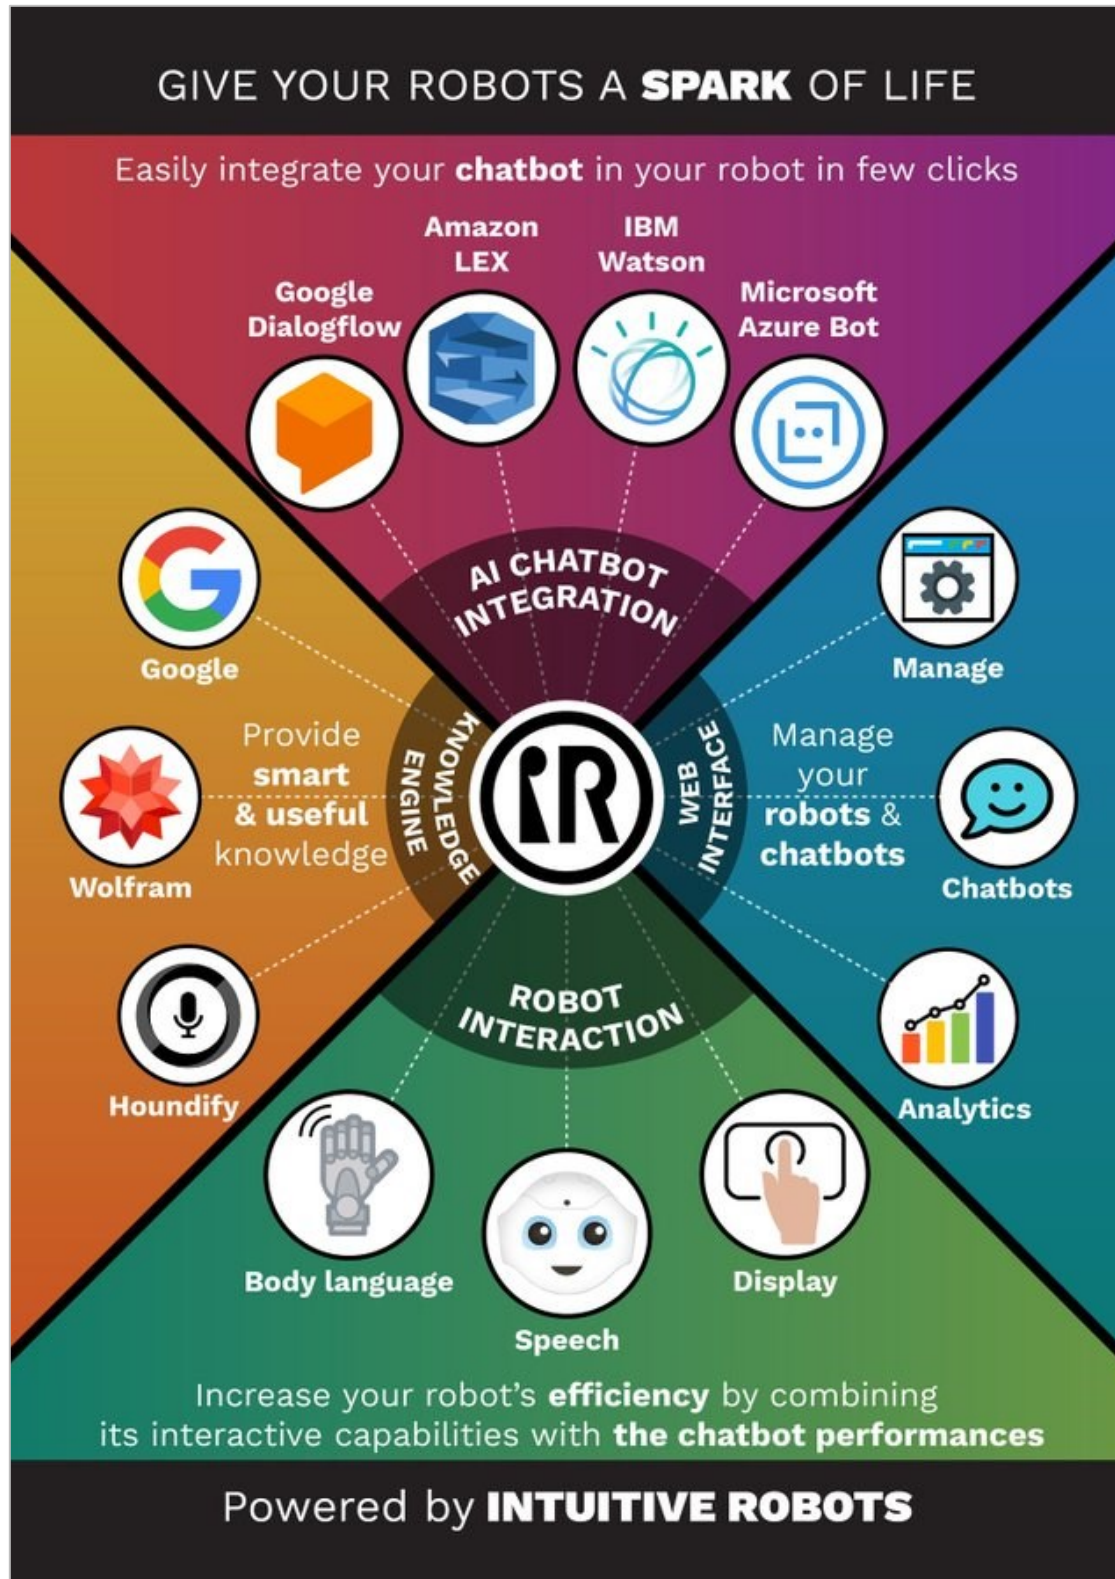 GIVE YOUR ROBOTS A SPARK OF LIFE
Easily integrate your chatbot in your robot in few clicks
Google
Dialogflow
Amazon
LEX
IBM
Watson
Microsoft
Azure Bot
AI CHATBOT
INTEGRATION
Google
Wolfram
Houndify
Provide
smart
& useful
knowledge
KNOWLEDGE
ENGINE
iR
WEB
INTERFACE
Manage
your
robots &
chatbots
Manage
Chatbots
Analytics
ROBOT
INTERACTION
Body language
Speech
Display
Increase your robot's efficiency by combining
its interactive capabilities with the chatbot performances
Powered by INTUITIVE ROBOTS